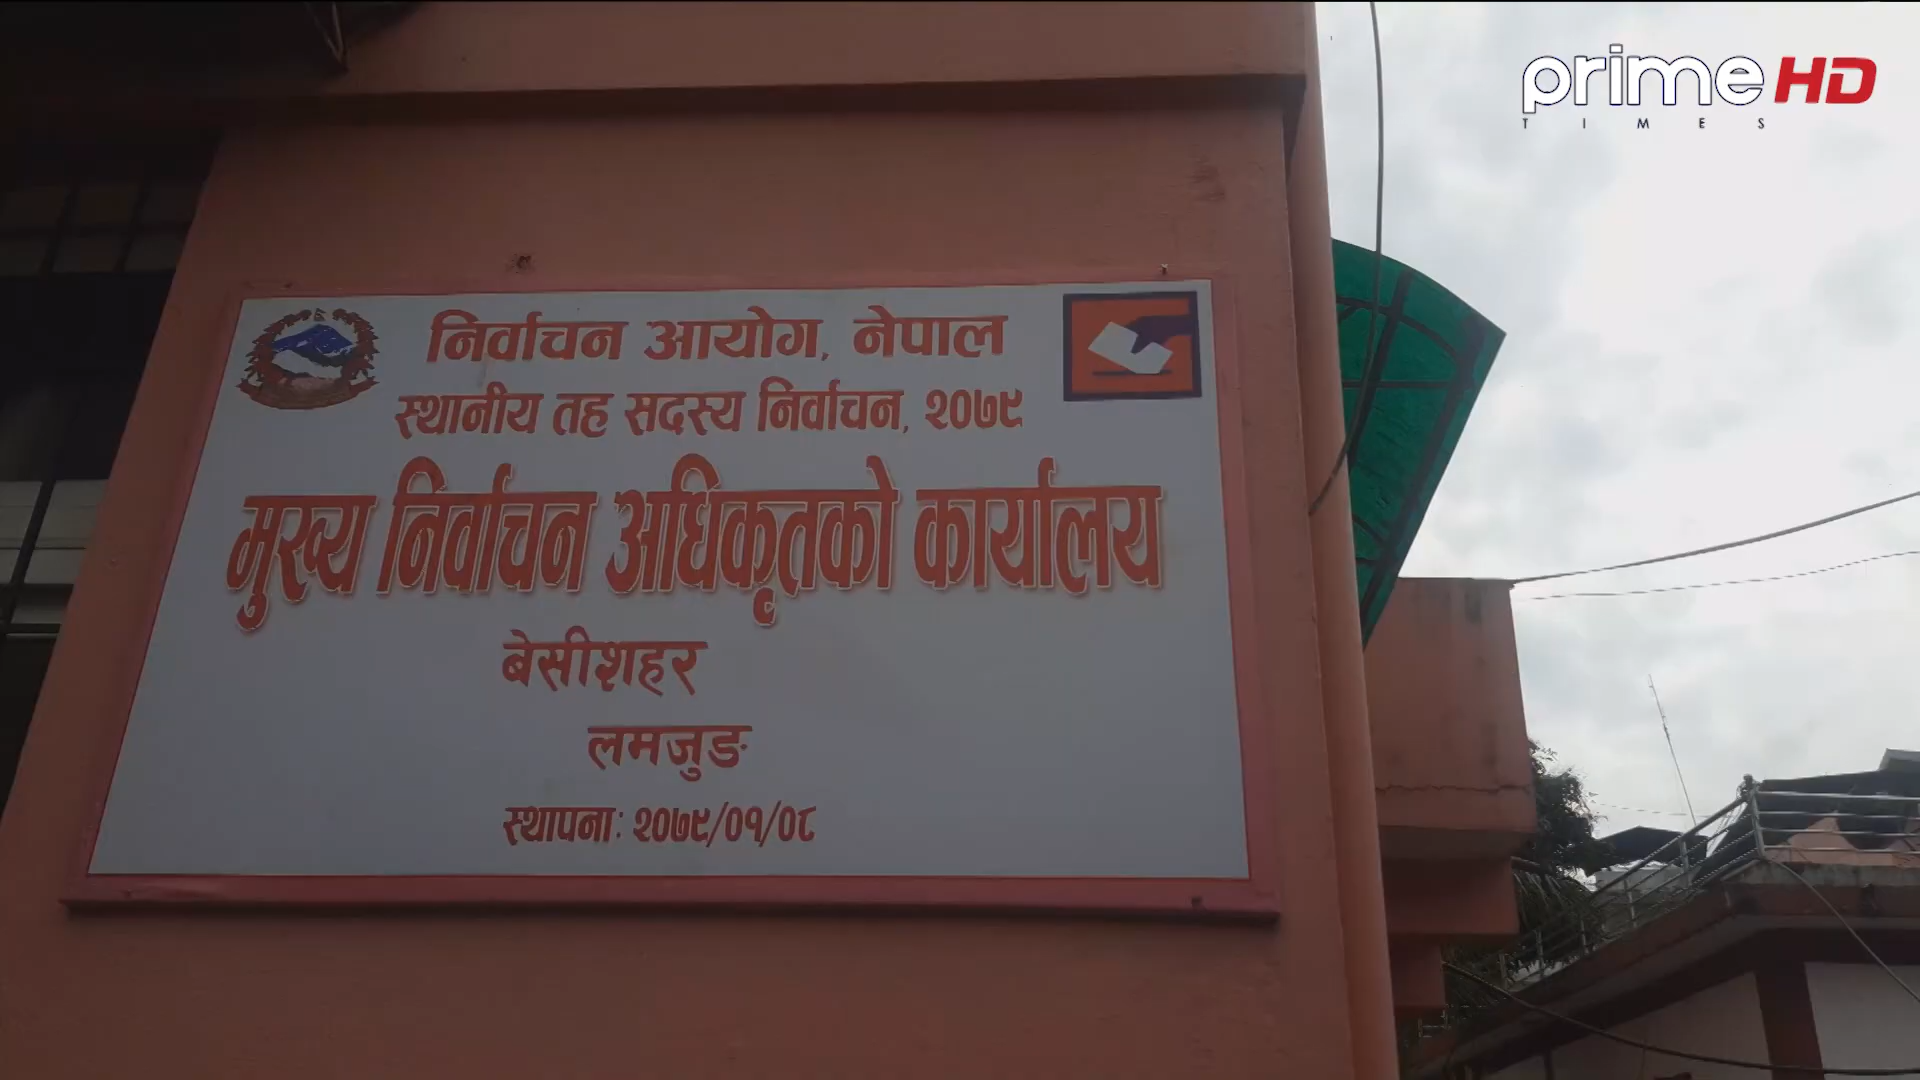 prime HD
TIMES
निर्वाचन आयोग, नेपाल
स्थानीय तह सदस्य निर्वाचन, २०७९
मुख्य निर्वाचन अधिकृतको कार्यालय
बेसीशहर
लमजुङ
स्थापना: २०७९/०१/०८